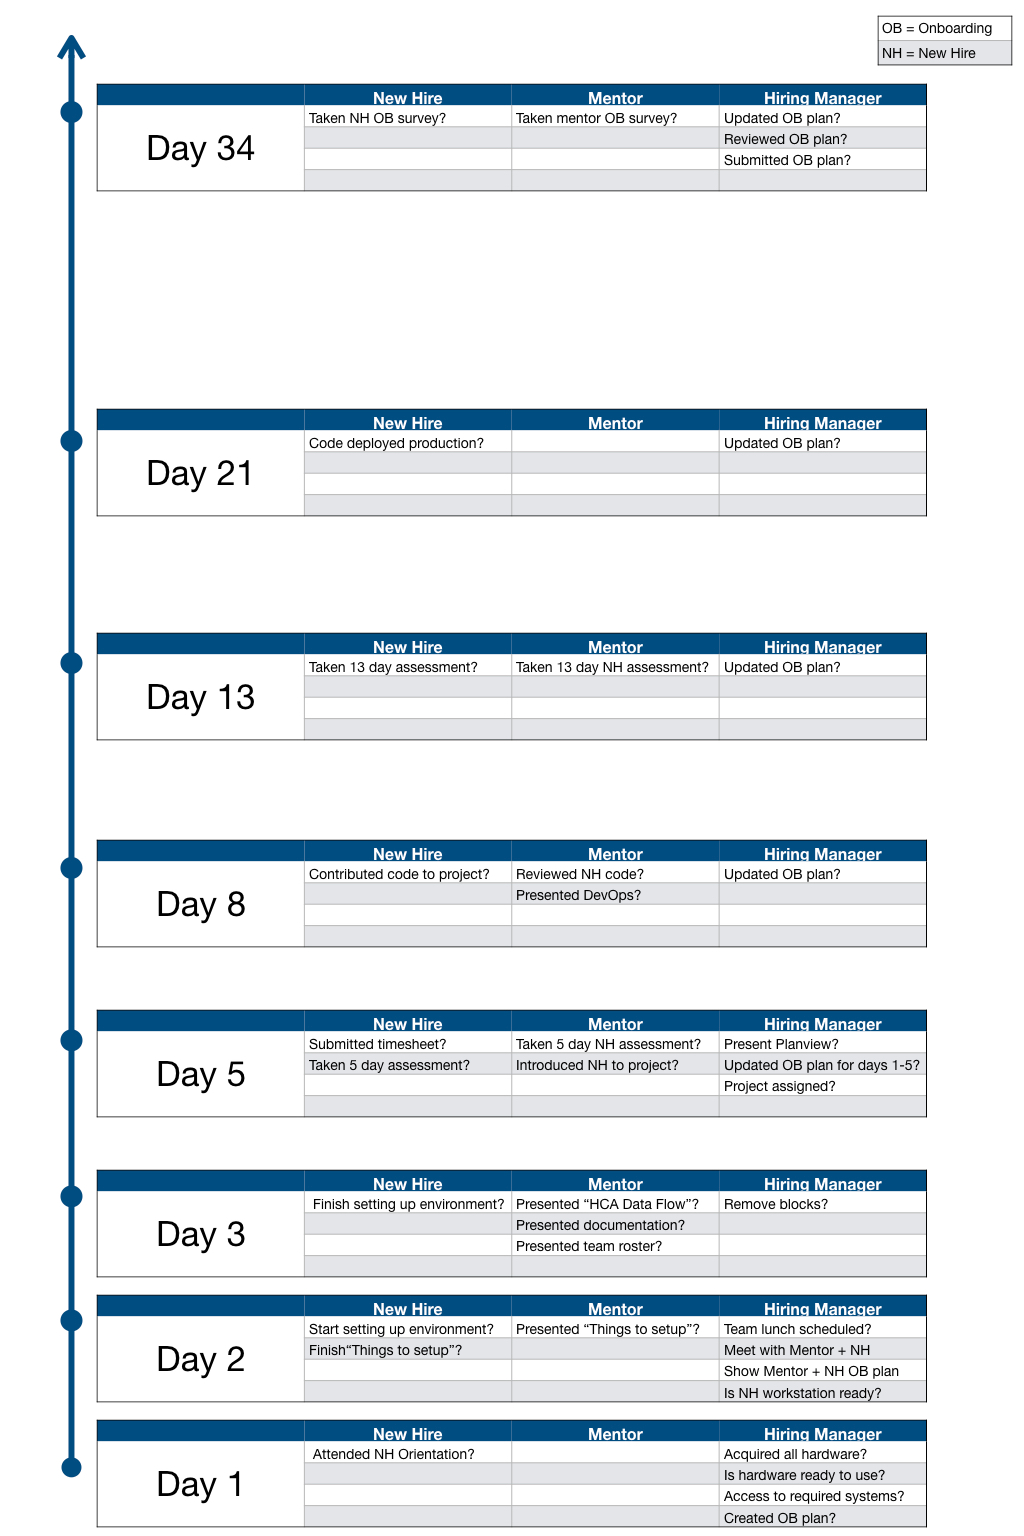 OB = Onboarding
NH = New Hire
New Hire Mentor Hiring Manager
Day 34
Taken NH OB survey? Taken mentor OB survey? Updated OB plan?
Reviewed OB plan?
Submitted OB plan?
New Hire Mentor Hiring Manager
Day 21
Code deployed production? Updated OB plan?
New Hire Mentor Hiring Manager
Day 13
Taken 13 day assessment? Taken 13 day NH assessment? Updated OB plan?
New Hire Mentor Hiring Manager
Day 8
Contributed code to project? Reviewed NH code? Updated OB plan?
Presented DevOps?
New Hire Mentor Hiring Manager
Day 5
Submitted timesheet? Taken 5 day NH assessment? Present Planview?
Taken 5 day assessment? Introduced NH to project? Updated OB plan for days 1-5?
Project assigned?
New Hire Mentor Hiring Manager
Day 3
Finish setting up environment? Presented “HCA Data Flow”? Remove blocks?
Presented documentation?
Presented team roster?
New Hire Mentor Hiring Manager
Day 2
Start setting up environment? Presented “Things to setup”? Team lunch scheduled?
Finish“Things to setup”? Meet with Mentor + NH
Show Mentor + NH OB plan
Is NH workstation ready?
New Hire Mentor Hiring Manager
Day 1
Attended NH Orientation? Acquired all hardware?
Is hardware ready to use?
Access to required systems?
Created OB plan?